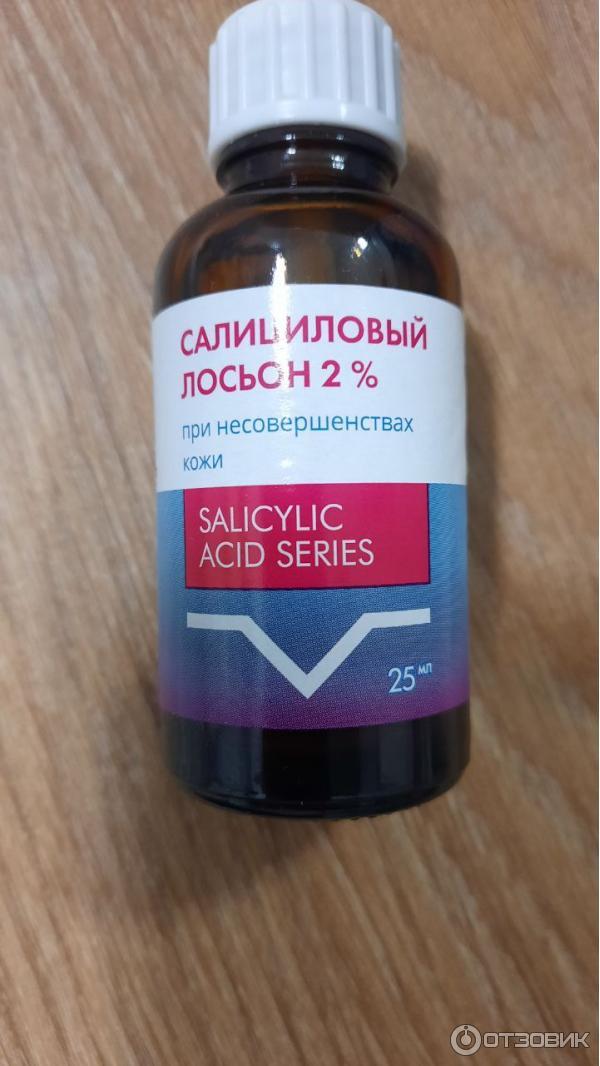 САЛИЦИЛОВЫЙ
ЛОСЬОН 2 %
при несовершенствах
кожи
SALICYLIC
ACID SERIES
25 мл
ОТЗОВИК